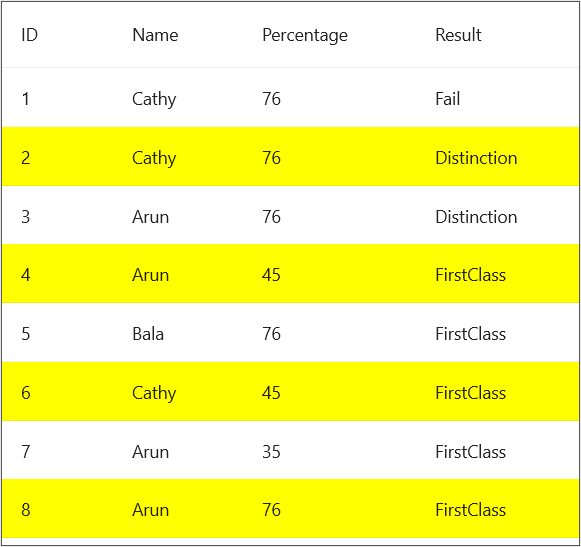 ID Name Percentage Result
1 Cathy 76 Fail
2 Cathy 76 Distinction
3 Arun 76 Distinction
4 Arun 45 FirstClass
5 Bala 76 FirstClass
6 Cathy 45 FirstClass
7 Arun 35 FirstClass
8 Arun 76 FirstClass